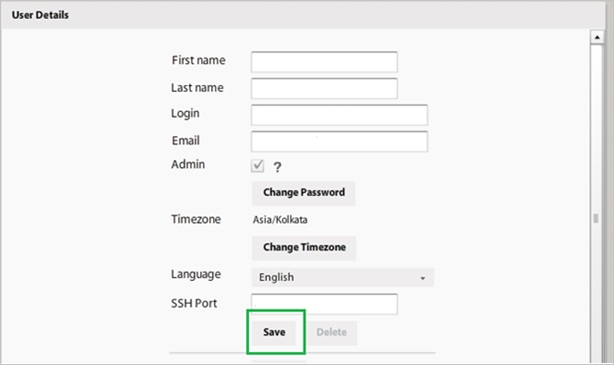 User Details
First name
Last name
Login
Email
Admin ?
Change Password
Timezone Asia/Kolkata
Change Timezone
Language English
SSH Port
Save Delete